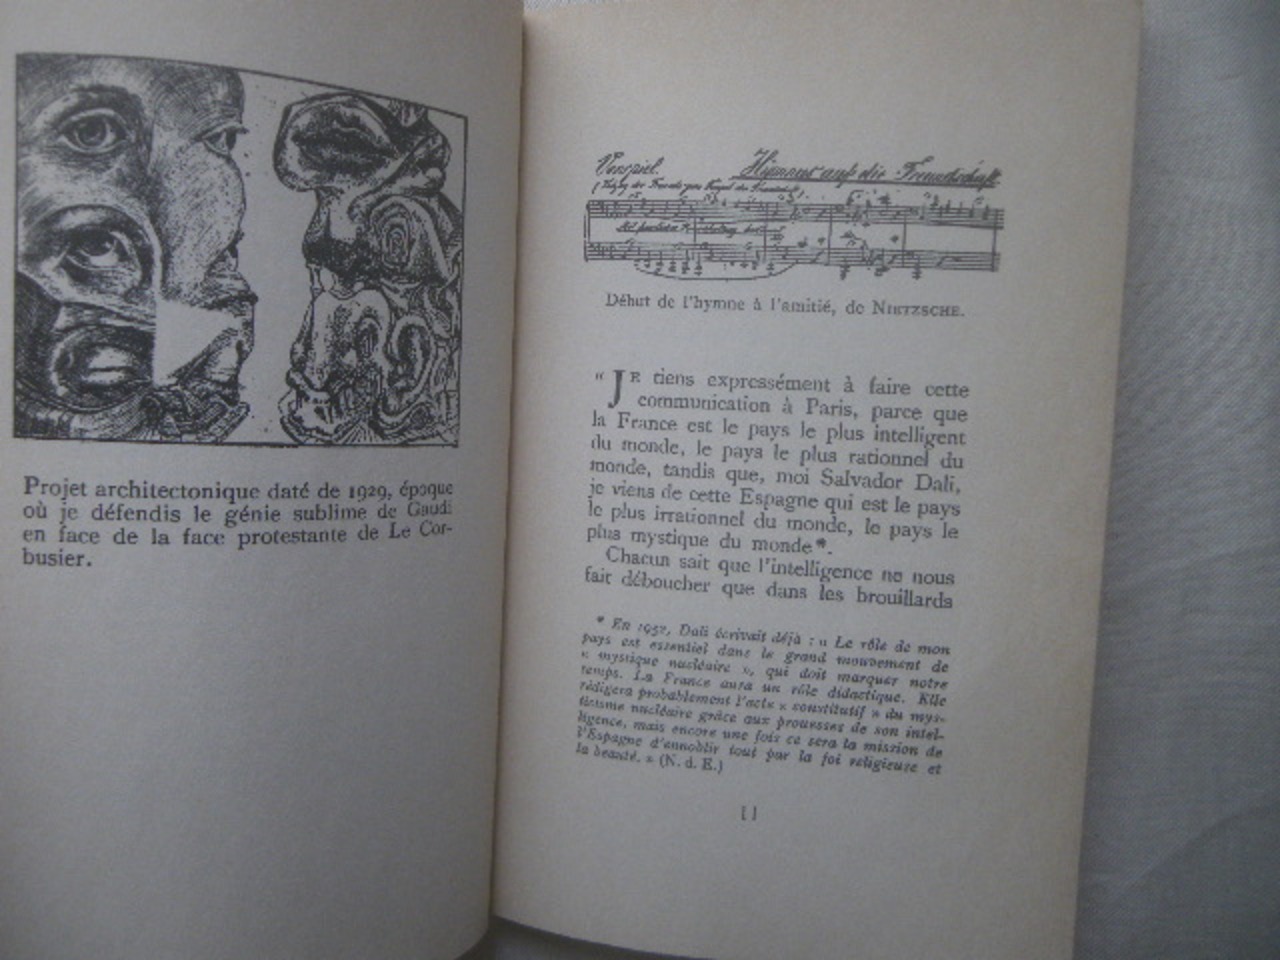 Projet architectonique daté de 1929, époque
où je défendis le génie sublime de Gaudi
en face de la face protestante de Le Cor-
busier.
Vorspiel. Hymnus auf die Freundschaft
Début de l'hymne à l'amitié, de NIETZSCHE.
“ JE tiens expressément à faire cette
communication à Paris, parce que
la France est le pays le plus intelligent
du monde, le pays le plus rationnel du
monde, tandis que, moi Salvador Dali,
je viens de cette Espagne qui est le pays
le plus irrationnel du monde, le pays le
plus mystique du monde*.
Chacun sait que l'intelligence ne nous
fait déboucher que dans les brouillards
* En 1952, Dali écrivait déjà : « Le rôle de mon
pays est essentiel dans le grand mouvement de
« mystique nucléaire », qui doit marquer notre
temps. La France aura un rôle didactique. Elle
rédigera probablement l'acte « constitutif » du mys-
ticisme nucléaire grâce aux prouesses de son intel-
ligence, mais encore une fois ce sera la mission de
l'Espagne d'ennoblir tout par la foi religieuse et
la beauté. » (N. d. E.)